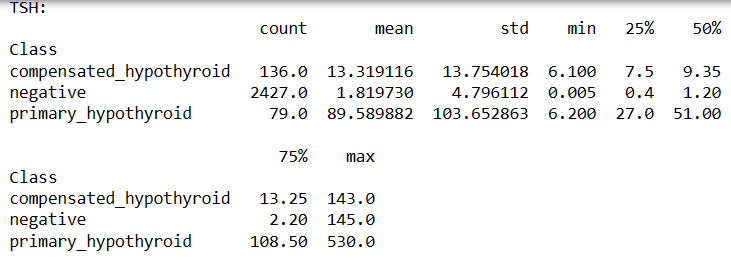 TSH:
count mean std min 25% 50%
Class
compensated_hypothyroid 136.0 13.319116 13.754018 6.100 7.5 9.35
negative 2427.0 1.819730 4.796112 0.005 0.4 1.20
primary_hypothyroid 79.0 89.589882 103.652863 6.200 27.0 51.00
75% max
Class
compensated_hypothyroid 13.25 143.0
negative 2.20 145.0
primary_hypothyroid 108.50 530.0